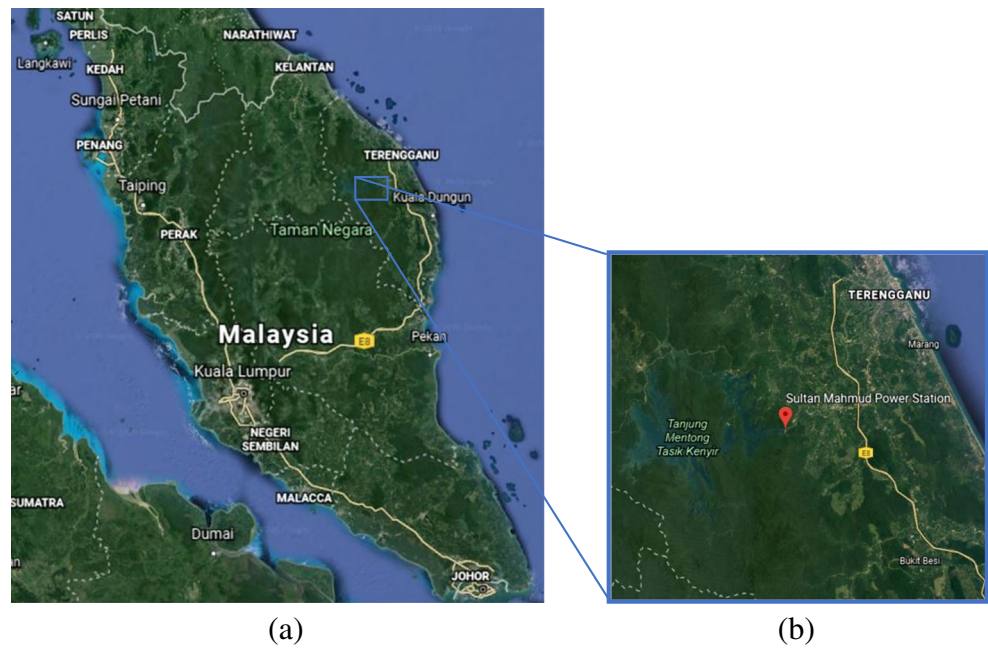 SATUN
PERLIS
NARATHIWAT
Langkawi
KEDAH
KELANTAN
Sungai Petani
PENANG
TERENGGANU
Taiping
Kuala Dungun
PERAK
Taman Negara
Malaysia
E8
Pekan
Kuala Lumpur
NEGERI
SEMBILAN
MALACCA
SUMATRA
Dumai
JOHOR
TERENGGANU
Marang
Sultan Mahmud Power Station
Tanjung
Mentong
Tasik Kenyir
E8
Bukit Besi
(a)
(b)